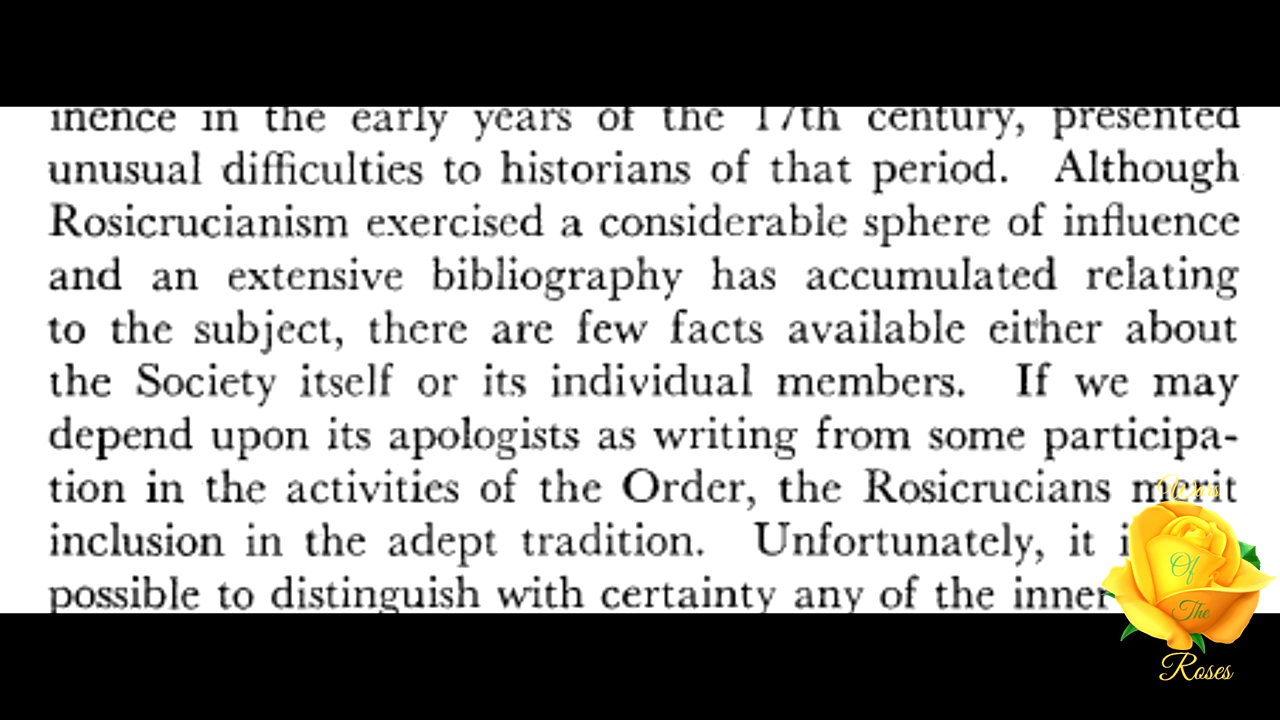 inence in the early years of the 17th century, presented
unusual difficulties to historians of that period. Although
Rosicrucianism exercised a considerable sphere of influence
and an extensive bibliography has accumulated relating
to the subject, there are few facts available either about
the Society itself or its individual members. If we may
depend upon its apologists as writing from some participa-
tion in the activities of the Order, the Rosicrucians merit
inclusion in the adept tradition. Unfortunately, it
possible to distinguish with certainty any of the inner
Wars
Of
The
Roses